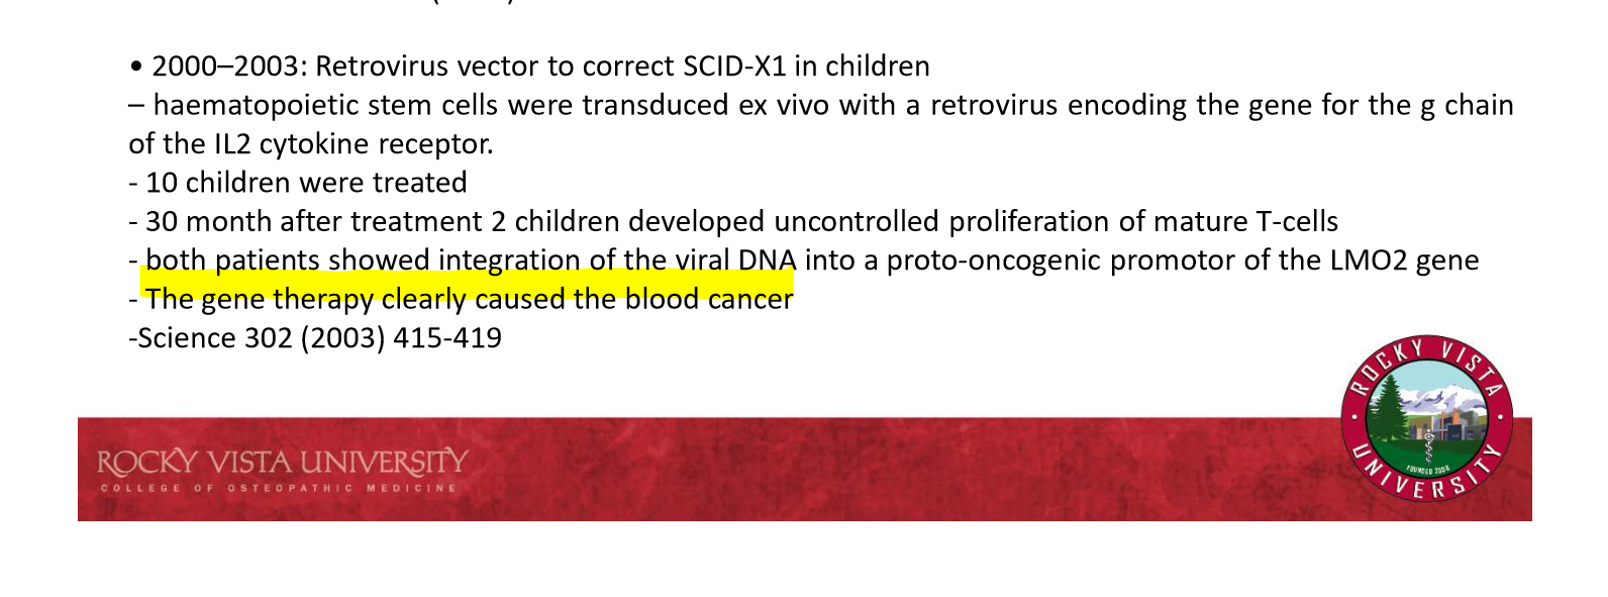 • 2000–2003: Retrovirus vector to correct SCID-X1 in children
– haematopoietic stem cells were transduced ex vivo with a retrovirus encoding the gene for the g chain
of the IL2 cytokine receptor.
- 10 children were treated
- 30 month after treatment 2 children developed uncontrolled proliferation of mature T-cells
- both patients showed integration of the viral DNA into a proto-oncogenic promotor of the LMO2 gene
- The gene therapy clearly caused the blood cancer
-Science 302 (2003) 415-419
ROCKY VISTA UNIVERSITY
COLLEGE OF OSTEOPATHIC MEDICINE
ROCKY VISTA
FOUNDED 2006
UNIVERSITY